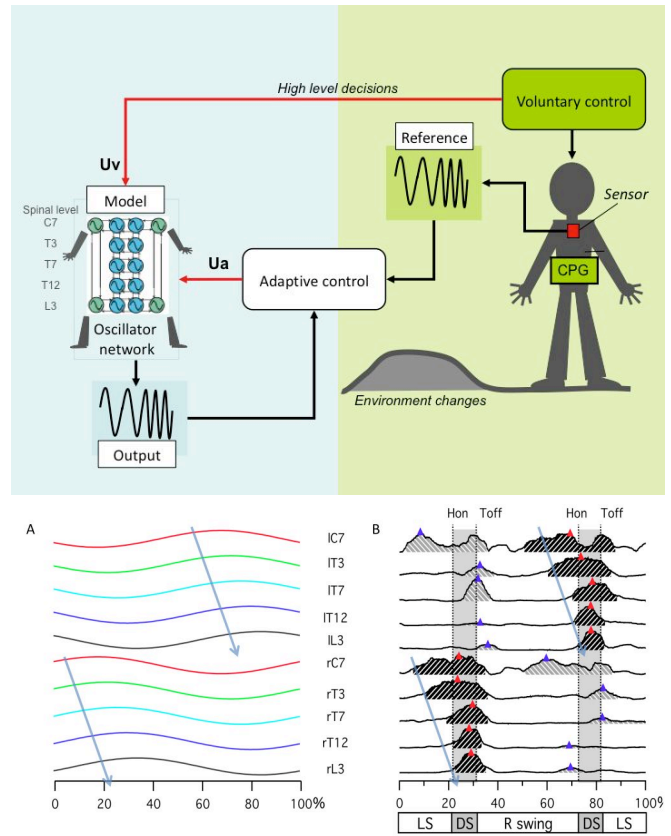 High level decisions
Voluntary control
Uv
Reference
Model
Sensor
Spinal level
C7
T3
T7
T12
L3
Ua
Adaptive control
CPG
Oscillator
network
Output
Environment changes
A
B
Hon Toff Hon Toff
lC7
lT3
lT7
lT12
lL3
rC7
rT3
rT7
rT12
rL3
0 20 40 60 80 100%
0 20 40 60 80 100%
LS DS R swing DS LS